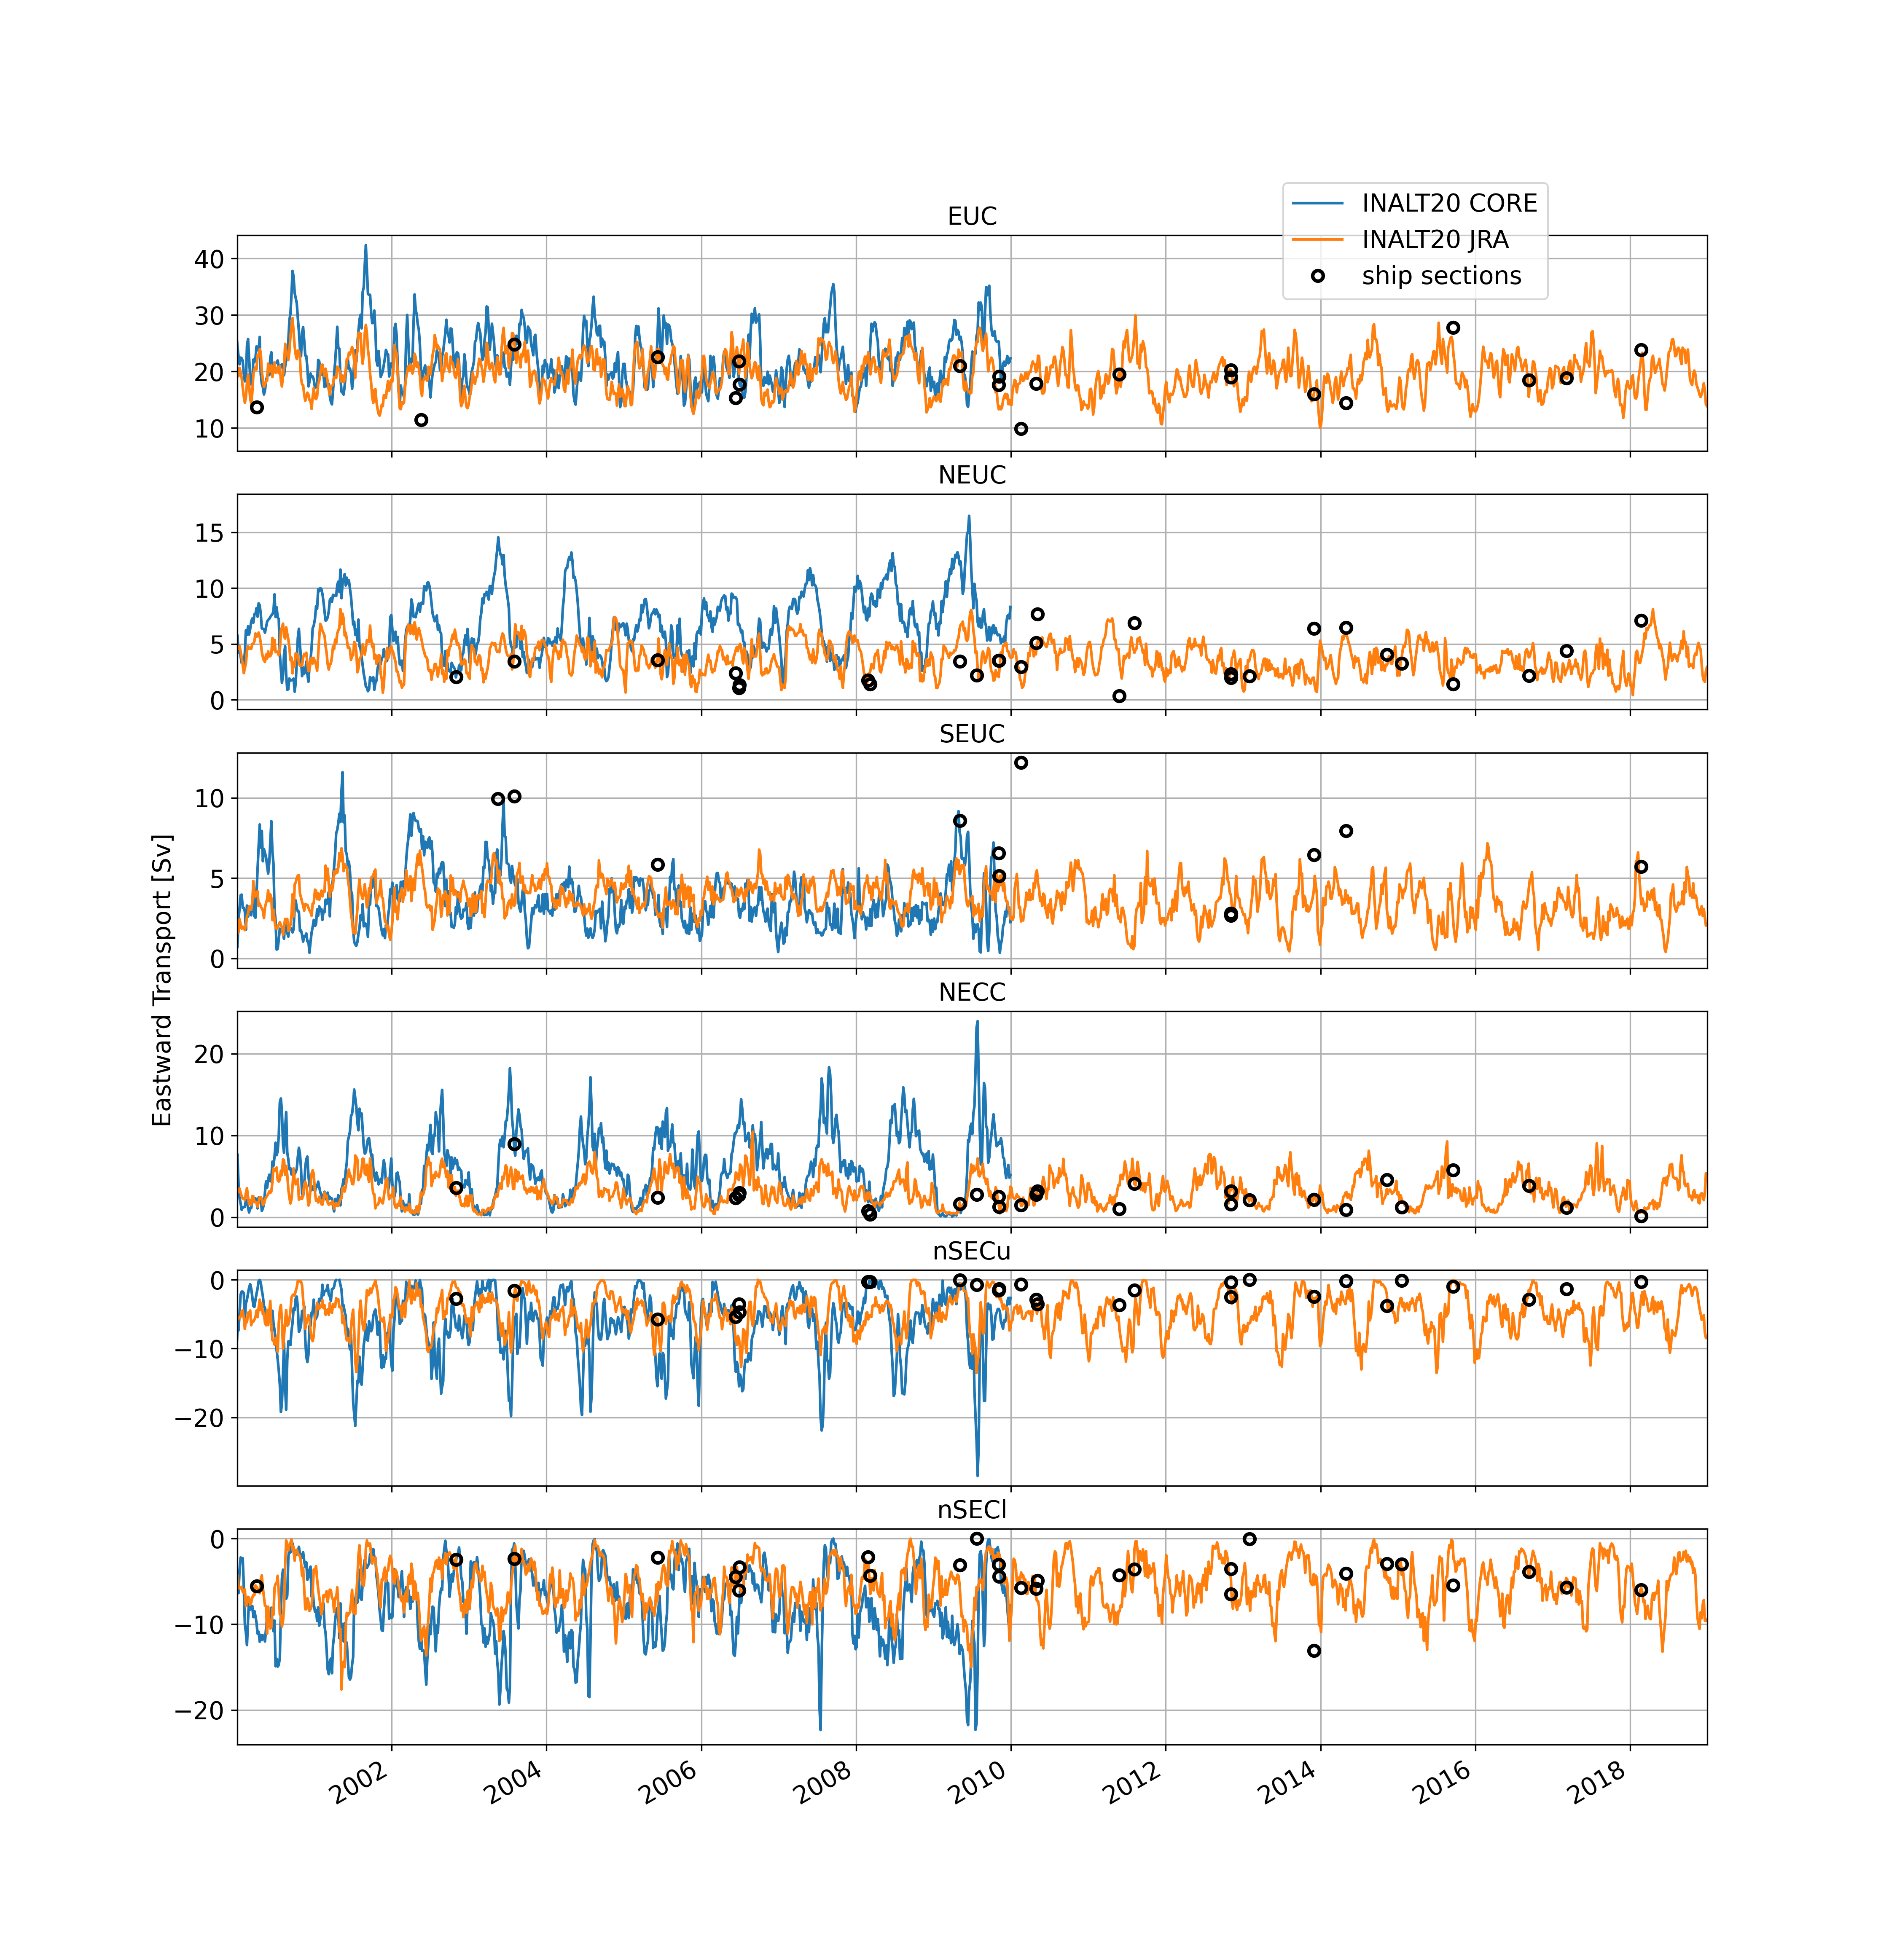 EUC
INALT20 CORE
INALT20 JRA
ship sections
40
30
20
10
NEUC
15
10
5
0
SEUC
10
5
0
Eastward Transport [Sv]
NECC
20
10
0
nSECu
0
−10
−20
nSECl
0
−10
−20
2002
2004
2006
2008
2010
2012
2014
2016
2018